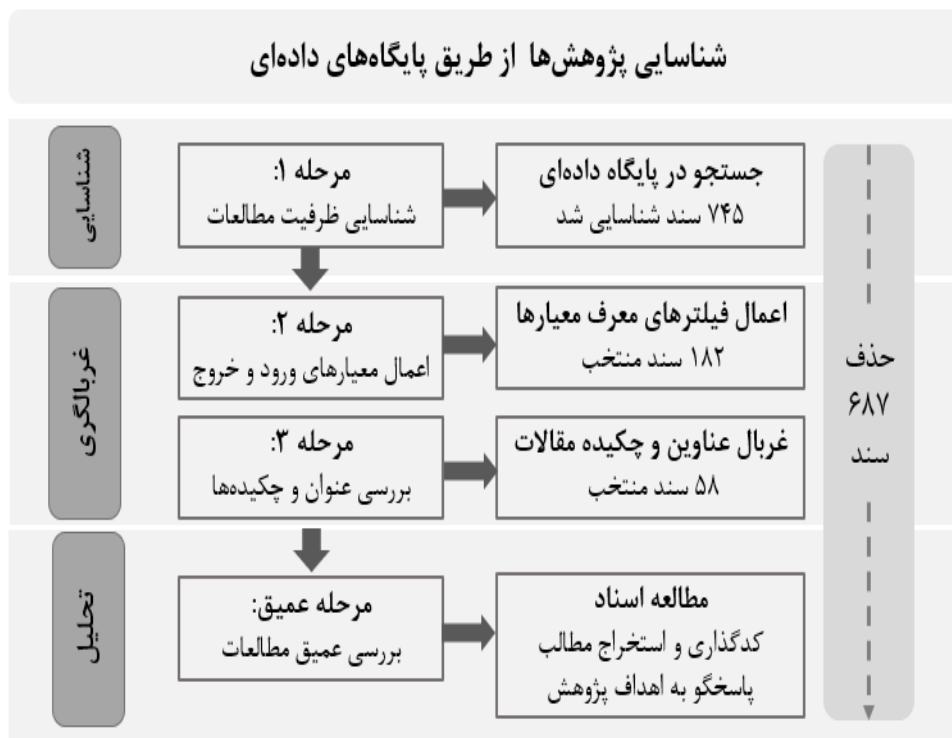 شناسایی پژوهش‌ها از طریق پایگاه‌های داده‌ای
شناسایی
مرحله ۱:
شناسایی ظرفیت مطالعات
جستجو در پایگاه داده‌ای
۷۴۵ سند شناسایی شد
غربالگری
مرحله ۲:
اعمال معیارهای ورود و خروج
اعمال فیلترهای معرف معیارها
۱۸۲ سند منتخب
مرحله ۳:
بررسی عنوان و چکیده‌ها
غربال عناوین و چکیده مقالات
۵۸ سند منتخب
حذف
۶۸۷
سند
تحلیل
مرحله عمیق:
بررسی عمیق مطالعات
مطالعه اسناد
کدگذاری و استخراج مطالب
پاسخگو به اهداف پژوهش